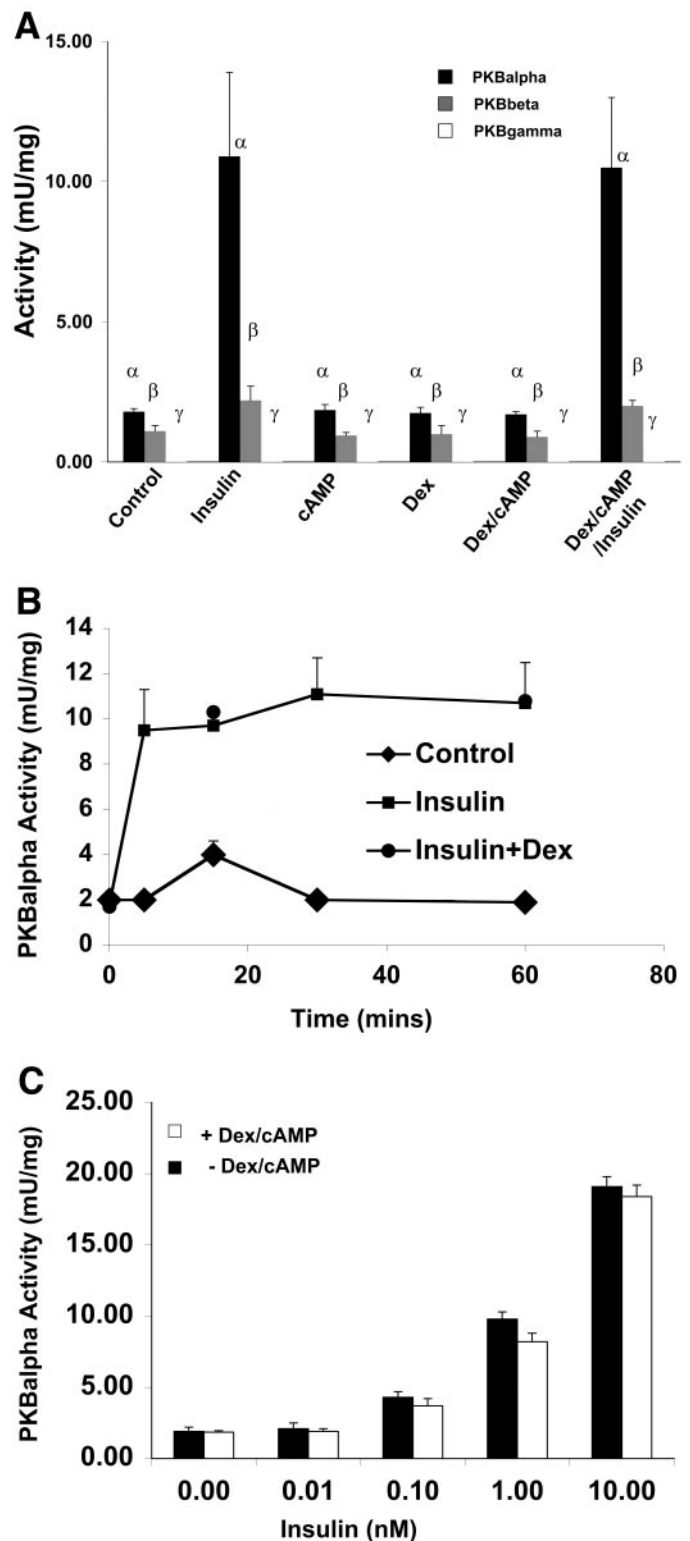 A
15.00
PKBalpha
PKBbeta
PKBgamma
α
α
10.00
Activity (mU/mg)
5.00
β
α
β
γ
γ
α
β
γ
α
β
γ
α
β
γ
β
γ
0.00
Control
Insulin
cAMP
Dex
Dex/cAMP
Dex/cAMP
/Insulin
B
14
12
10
8
6
4
2
0
PKBalpha Activity (mU/mg)
Control
Insulin
Insulin+Dex
0 20 40 60 80
Time (mins)
C
25.00
20.00
15.00
10.00
5.00
0.00
PKBalpha Activity (mU/mg)
+ Dex/cAMP
- Dex/cAMP
0.00 0.01 0.10 1.00 10.00
Insulin (nM)